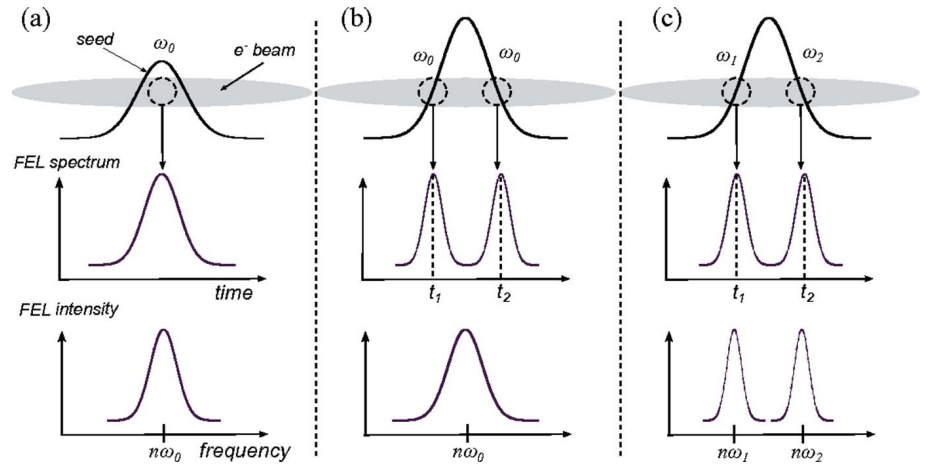 (a)
seed
ω0
e- beam
FEL spectrum
time
FEL intensity
nω0
frequency
(b)
ω0
ω0
t1
t2
nω0
(c)
ω1
ω2
t1
t2
nω1
nω2